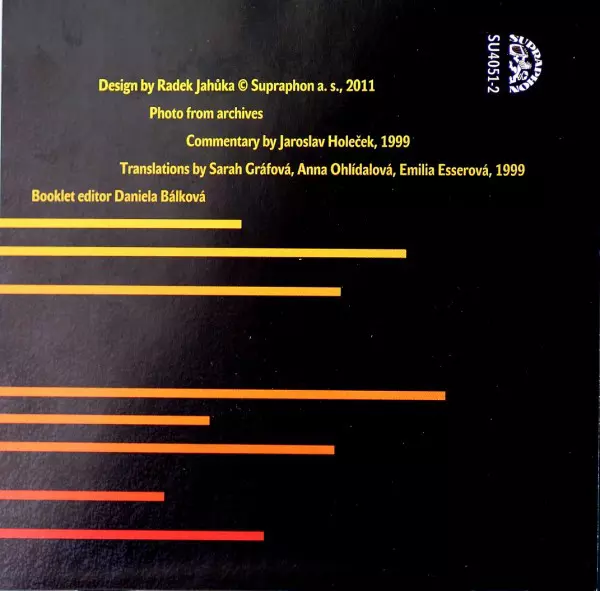 SUPRAPHON
SU4051-2
Design by Radek Jahůka © Supraphon a. s., 2011
Photo from archives
Commentary by Jaroslav Holeček, 1999
Translations by Sarah Gráfová, Anna Ohlídalová, Emilia Esserová, 1999
Booklet editor Daniela Bálková